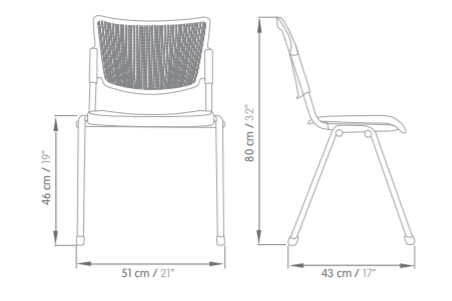 46 cm / 19"
51 cm / 21"
80 cm / 32"
43 cm / 17"